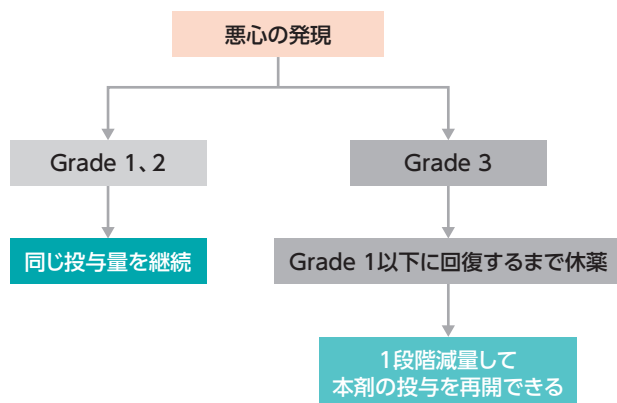 悪心の発現
Grade 1、2
Grade 3
同じ投与量を継続
Grade 1以下に回復するまで休薬
1段階減量して
本剤の投与を再開できる